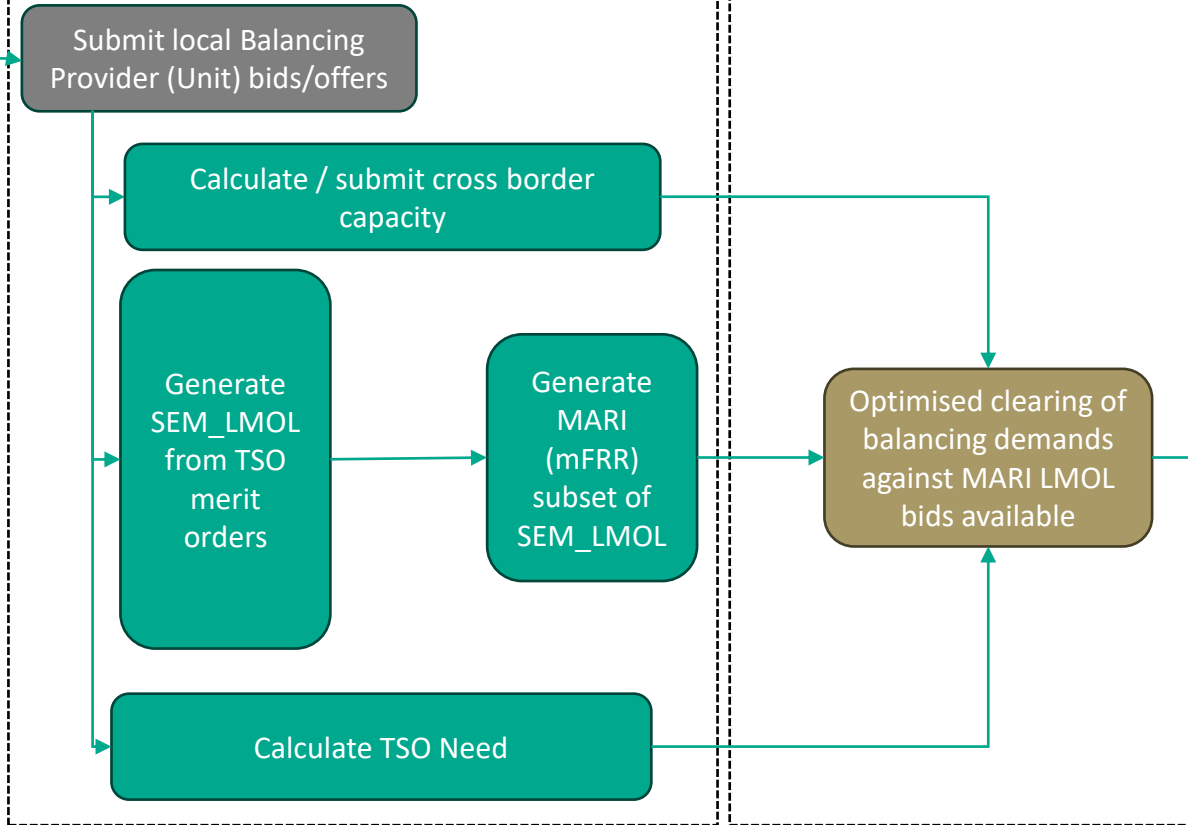 Submit local Balancing
Provider (Unit) bids/offers
Calculate / submit cross border
capacity
Generate
SEM_LMOL
from TSO
merit
orders
Generate
MARI
(mFRR)
subset of
SEM_LMOL
Optimised clearing of
balancing demands
against MARI LMOL
bids available
Calculate TSO Need